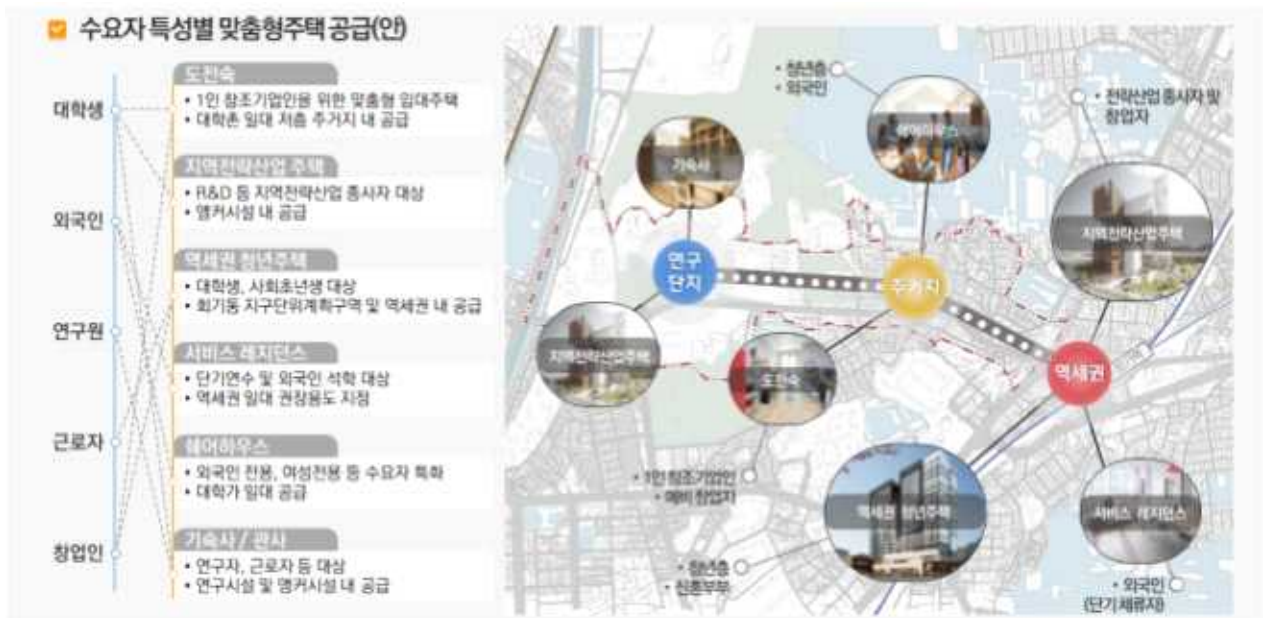 수요자 특성별 맞춤형주택 공급(안)
대학생
외국인
연구원
근로자
창업인
도전숙
• 1인 창조기업인을 위한 맞춤형 임대주택
• 대학촌 일대 저층 주거지 내 공급
지역전략산업 주택
• R&D 등 지역전략산업 종사자 대상
• 앵커시설 내 공급
역세권 청년주택
• 대학생, 사회초년생 대상
• 회기동 지구단위계획구역 및 역세권 내 공급
서비스 레지던스
• 단기연수 및 외국인 석학 대상
• 역세권 일대 권장용도 지정
쉐어하우스
• 외국인 전용, 여성전용 등 수요자 특화
• 대학가 일대 공급
기숙사 / 관사
• 연구자, 근로자 등 대상
• 연구시설 및 앵커시설 내 공급
• 청년층
• 외국인
• 전략산업 종사자 및
창업자
기숙사
쉐어하우스
지역전략산업주택
연구
단지
주거지
역세권
지역전략산업주택
도전숙
• 1인 창조기업인
• 예비 창업자
역세권 청년주택
서비스 레지던스
• 청년층
• 신혼부부
• 외국인
(단기 체류자)